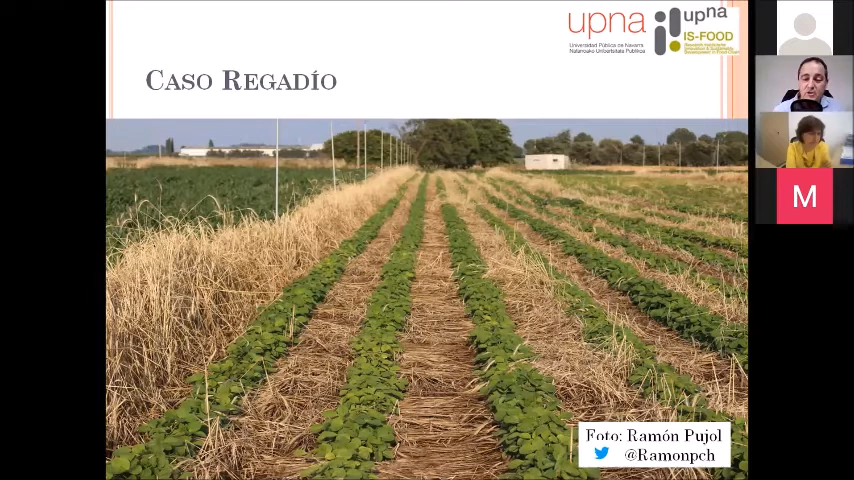 upna
Universidad Pública de Navarra
Nafarroako Unibertsitate Publikoa
upna
IS-FOOD
CASO REGADÍO
M
Foto: Ramón Pujol
@Ramonpch